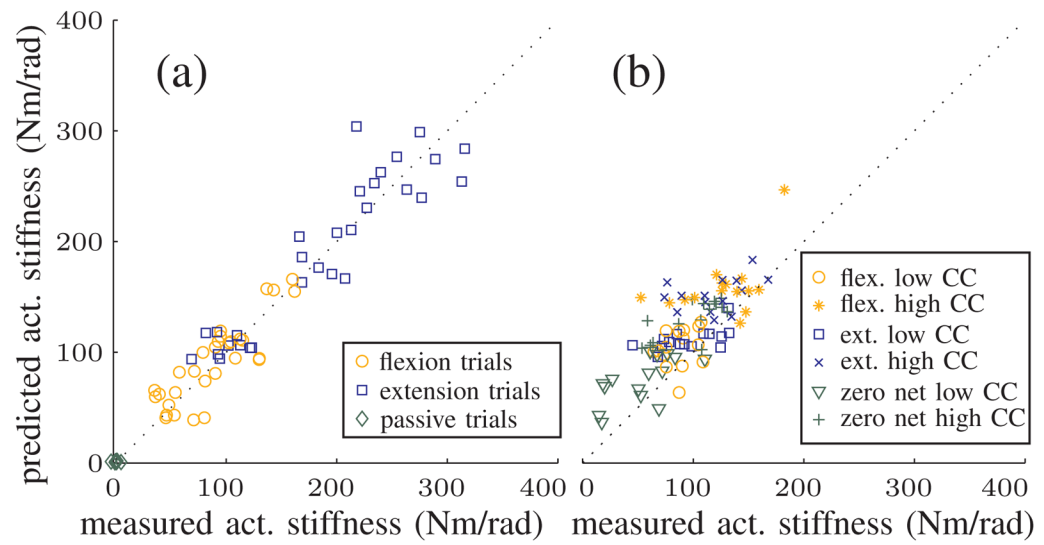 (a)
(b)
predicted act. stiffness (Nm/rad)
400
300
200
100
0
flexion trials
extension trials
passive trials
flex. low CC
flex. high CC
ext. low CC
ext. high CC
zero net low CC
zero net high CC
0 100 200 300 400
0 100 200 300 400
measured act. stiffness (Nm/rad)
measured act. stiffness (Nm/rad)